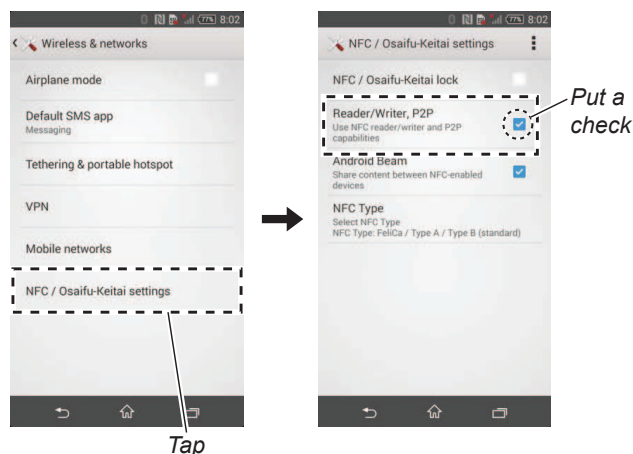 77% 8:02
Wireless & networks
Airplane mode
Default SMS app
Messaging
Tethering & portable hotspot
VPN
Mobile networks
NFC / Osaifu-Keitai settings
Tap
77% 8:02
NFC / Osaifu-Keitai settings
NFC / Osaifu-Keitai lock
Reader/Writer, P2P
Use NFC reader/writer and P2P
capabilities
Android Beam
Share content between NFC-enabled
devices
NFC Type
Select NFC Type
NFC Type: FeliCa / Type A / Type B (standard)
Put a
check